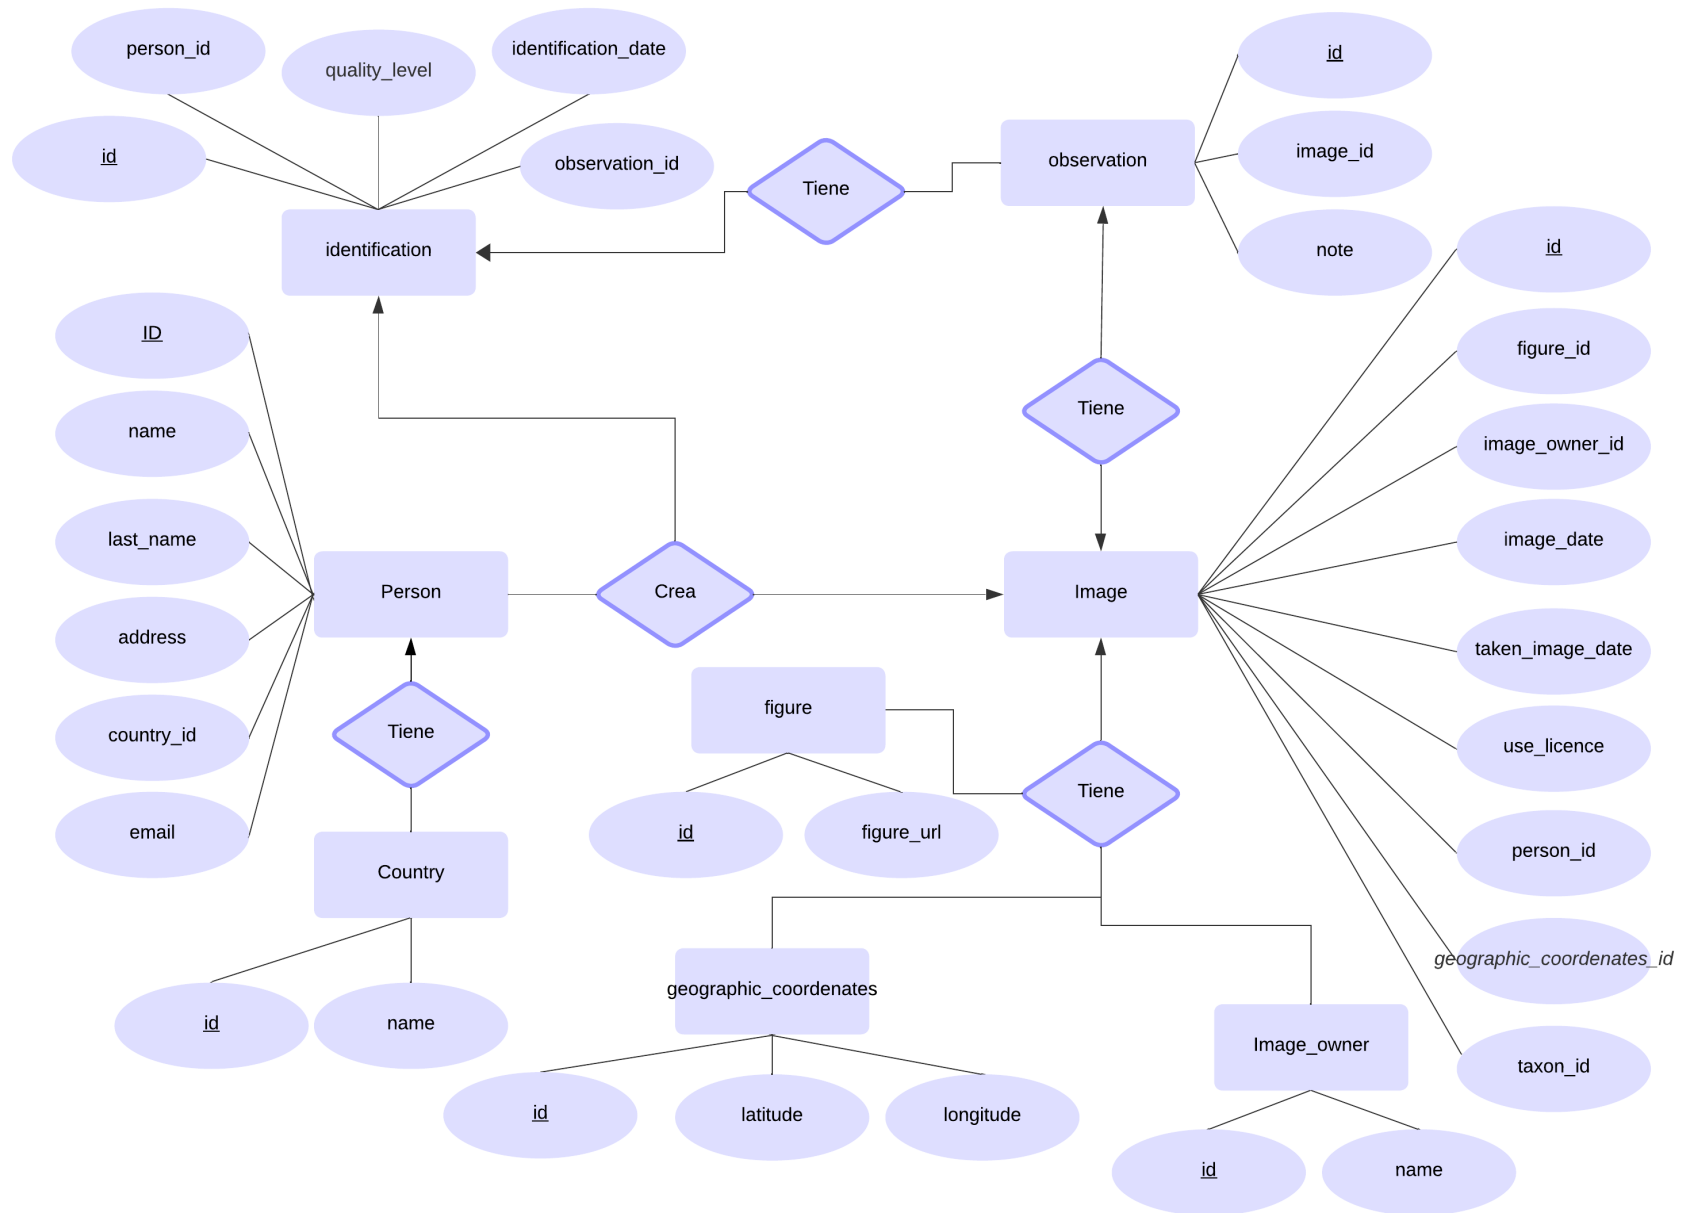 person_id
quality_level
identification_date
id
observation_id
identification
Tiene
observation
id
image_id
note
ID
name
last_name
address
country_id
email
Person
Crea
Tiene
Image
id
figure_id
image_owner_id
image_date
taken_image_date
use_licence
person_id
geographic_coordenates_id
taxon_id
Tiene
Country
id
name
figure
id
figure_url
Tiene
geographic_coordenates
id
latitude
longitude
Image_owner
id
name